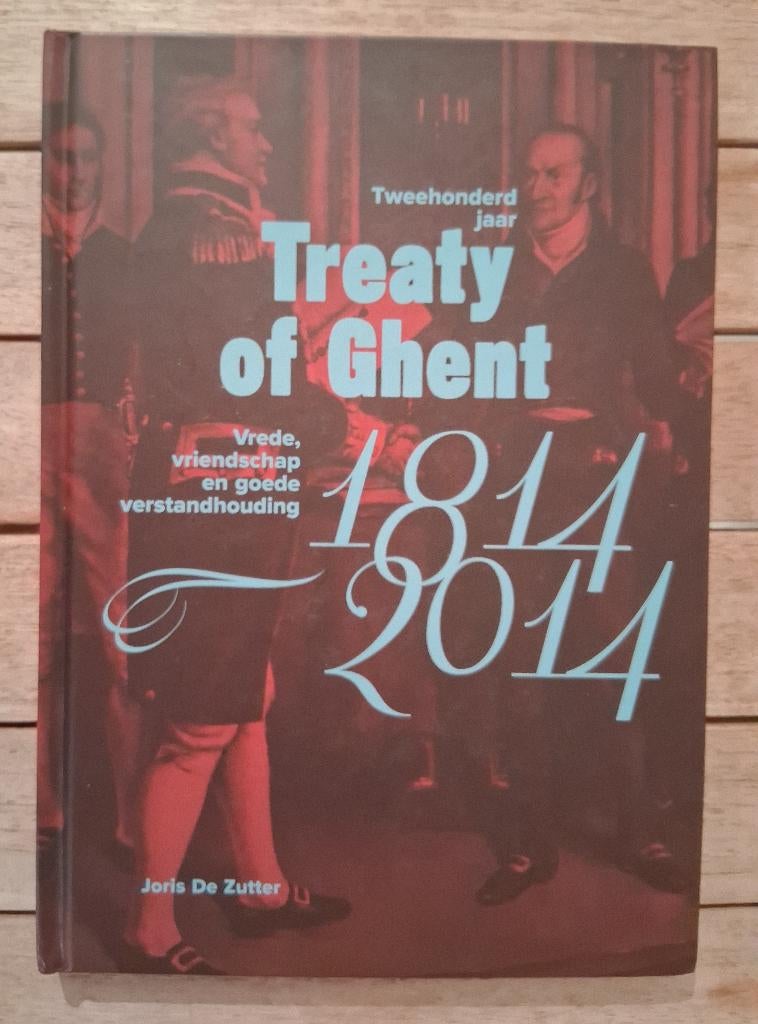 Tweehonderd
jaar
Treaty
of Ghent
Vrede,
vriendschap
en goede
verstandhouding
1814
2014
Joris De Zutter